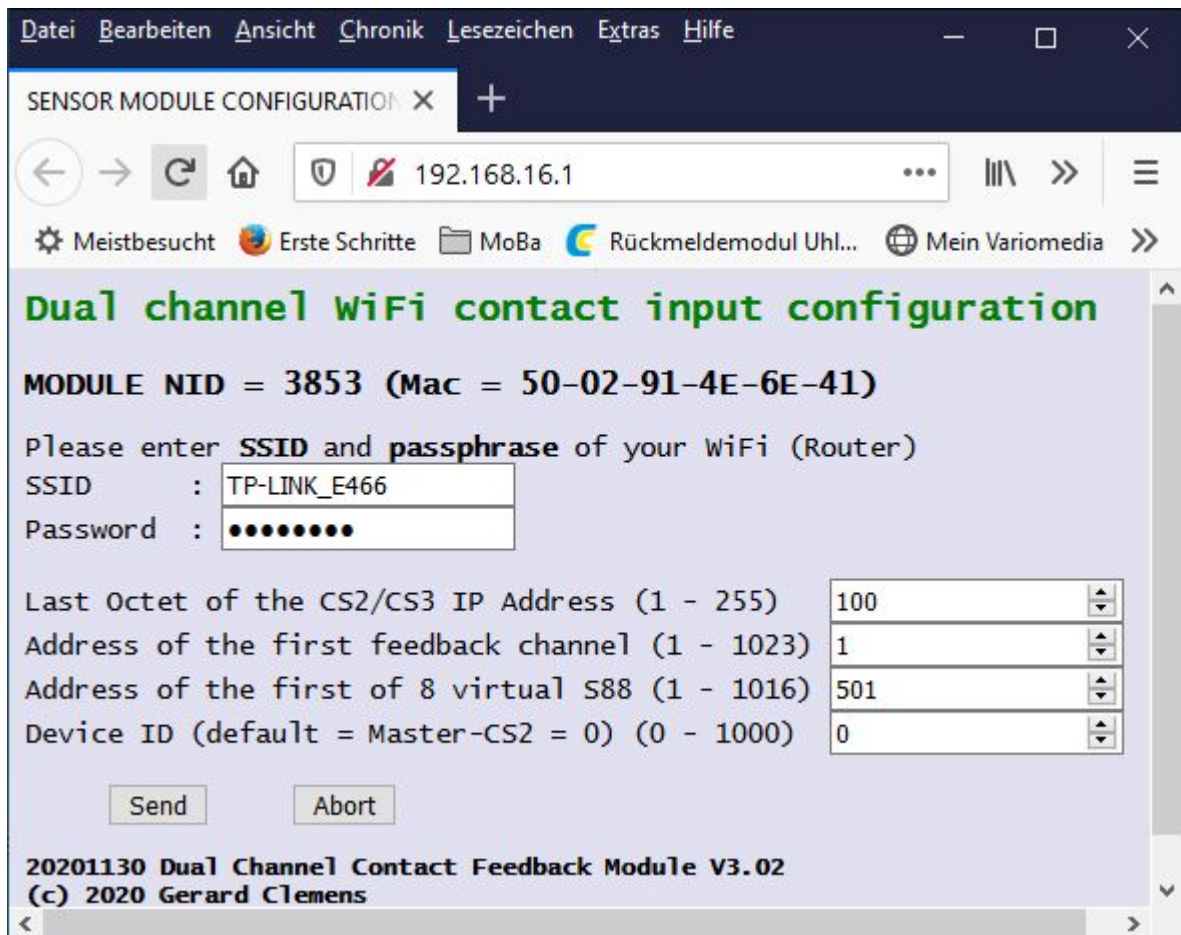 Datei Bearbeiten Ansicht Chronik Lesezeichen Extras Hilfe
SENSOR MODULE CONFIGURATION
192.168.16.1
Meistbesucht Erste Schritte MoBa Rückmeldemodul Uhl... Mein Variomedia
Dual channel WiFi contact input configuration
MODULE NID = 3853 (Mac = 50-02-91-4E-6E-41)
Please enter SSID and passphrase of your WiFi (Router)
SSID : TP-LINK_E466
Password : ●●●●●●●●
Last Octet of the CS2/CS3 IP Address (1 - 255) 100
Address of the first feedback channel (1 - 1023) 1
Address of the first of 8 virtual S88 (1 - 1016) 501
Device ID (default = Master-CS2 = 0) (0 - 1000) 0
Send Abort
20201130 Dual Channel Contact Feedback Module V3.02
(c) 2020 Gerard Clemens